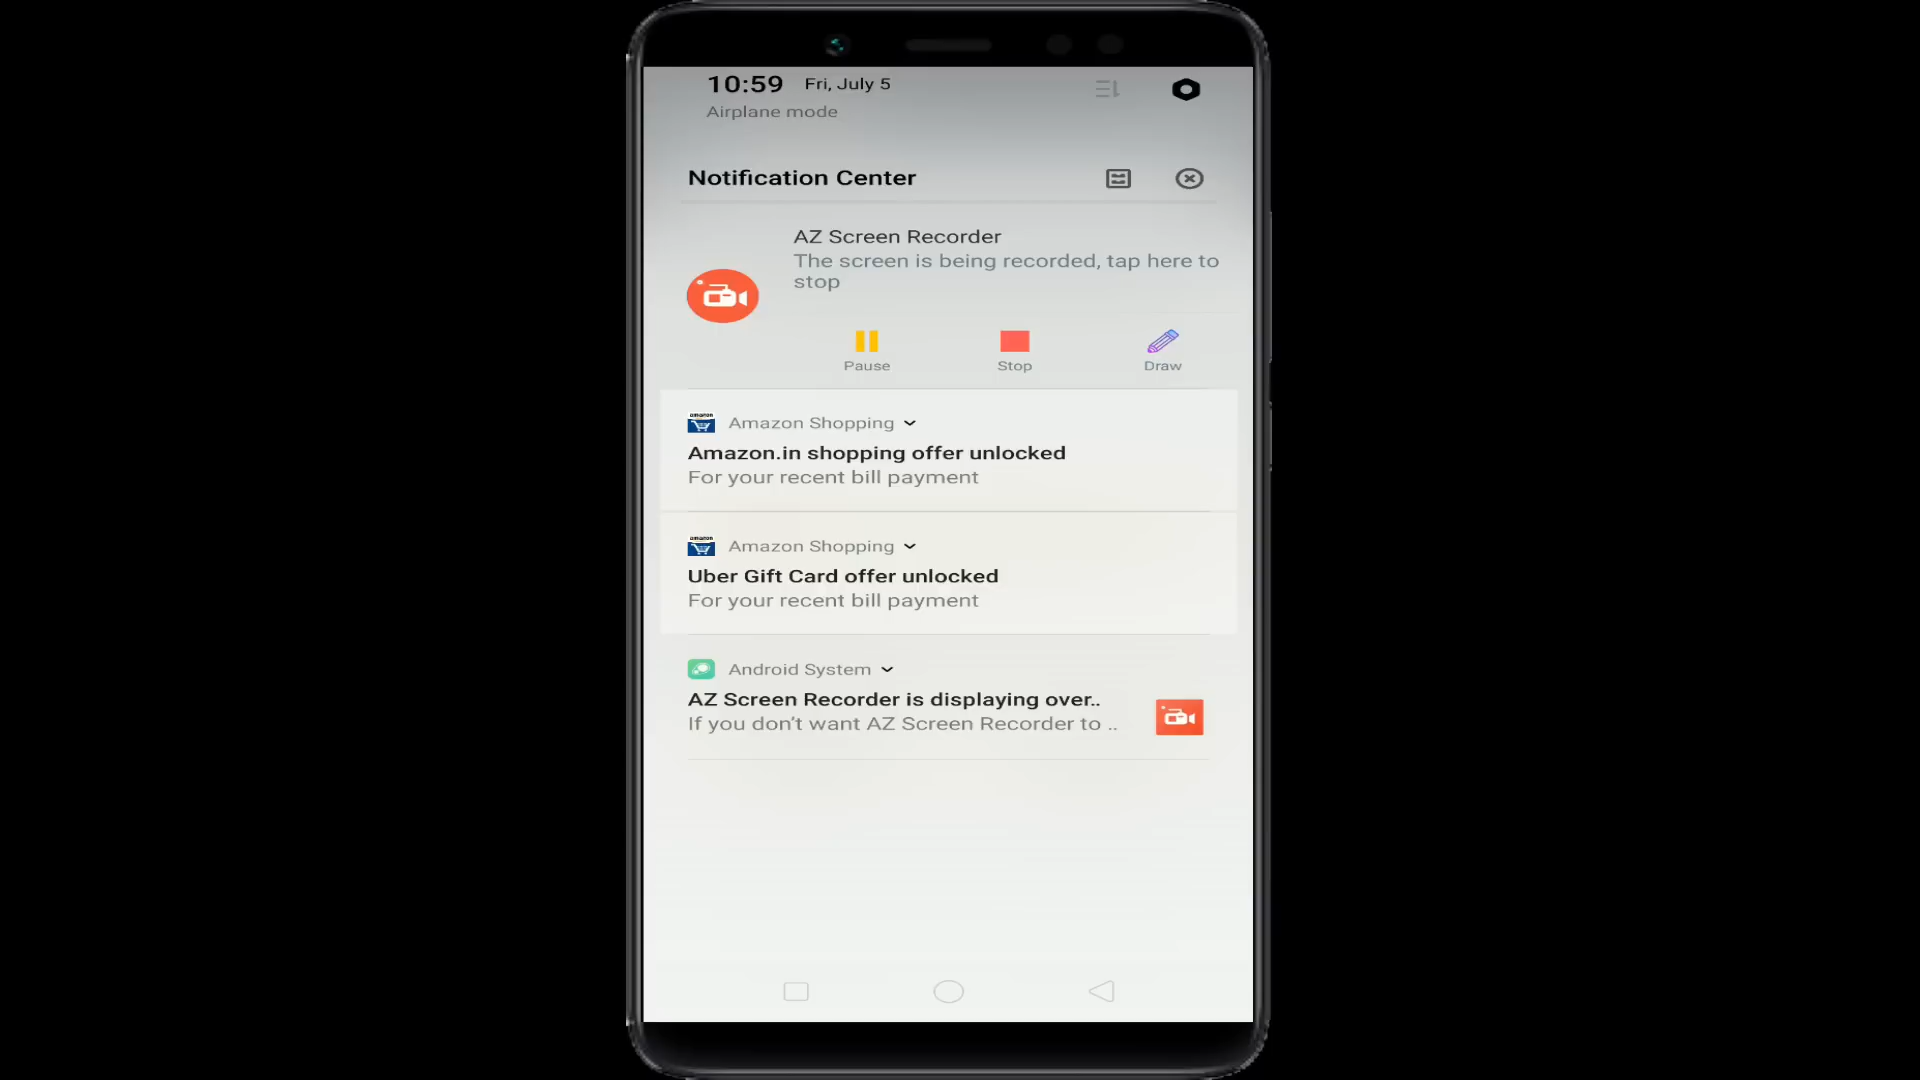 10:59 Fri, July 5
Airplane mode
Notification Center
AZ Screen Recorder
The screen is being recorded, tap here to
stop
Pause Stop Draw
amazon
Amazon Shopping
Amazon.in shopping offer unlocked
For your recent bill payment
amazon
Amazon Shopping
Uber Gift Card offer unlocked
For your recent bill payment
Android System
AZ Screen Recorder is displaying over..
If you don't want AZ Screen Recorder to ..